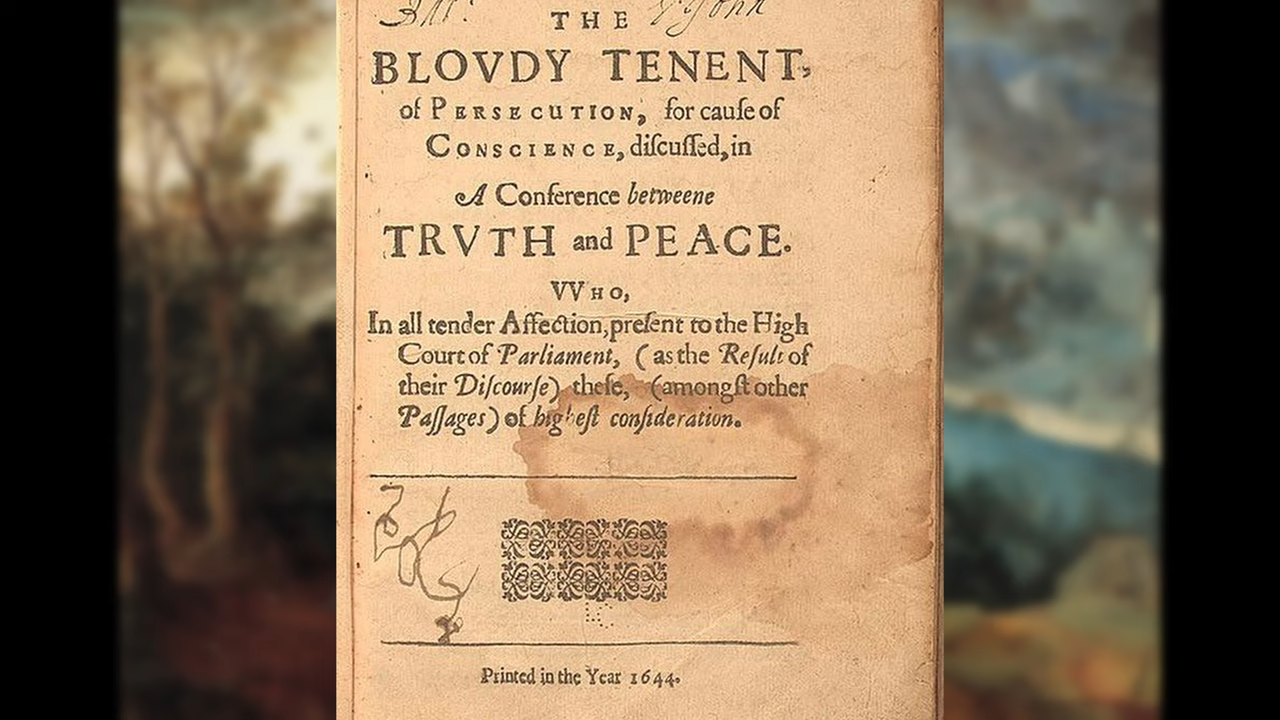 THE
BLOVDY TENENT,
of PERSECUTION, for cauſe of
CONSCIENCE, diſcuſſed, in
A Conference betweene
TRVTH and PEACE.
VVHO,
In all tender Affection, preſent to the High
Court of Parliament, (as the Reſult of
their Diſcourſe) theſe, (amongſt other
Paſſages) of higheſt conſideration.
Printed in the Year 1644.